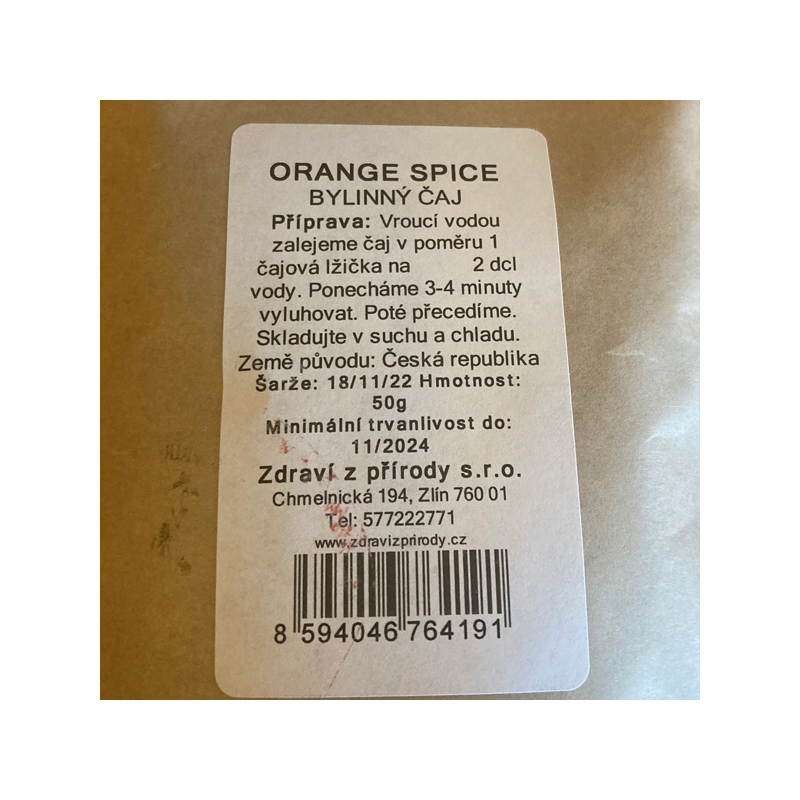 ORANGE SPICE
BYLINNÝ ČAJ
Příprava: Vroucí vodou
zalejeme čaj v poměru 1
čajová lžička na 2 dcl
vody. Ponecháme 3-4 minuty
vyluhovat. Poté přecedíme.
Skladujte v suchu a chladu.
Země původu: Česká republika
Šarže: 18/11/22 Hmotnost:
50g
Minimální trvanlivost do:
11/2024
Zdraví z přírody s.r.o.
Chmelnická 194, Zlín 760 01
Tel: 577222771
www.zdravizprirody.cz
8 594046 764191